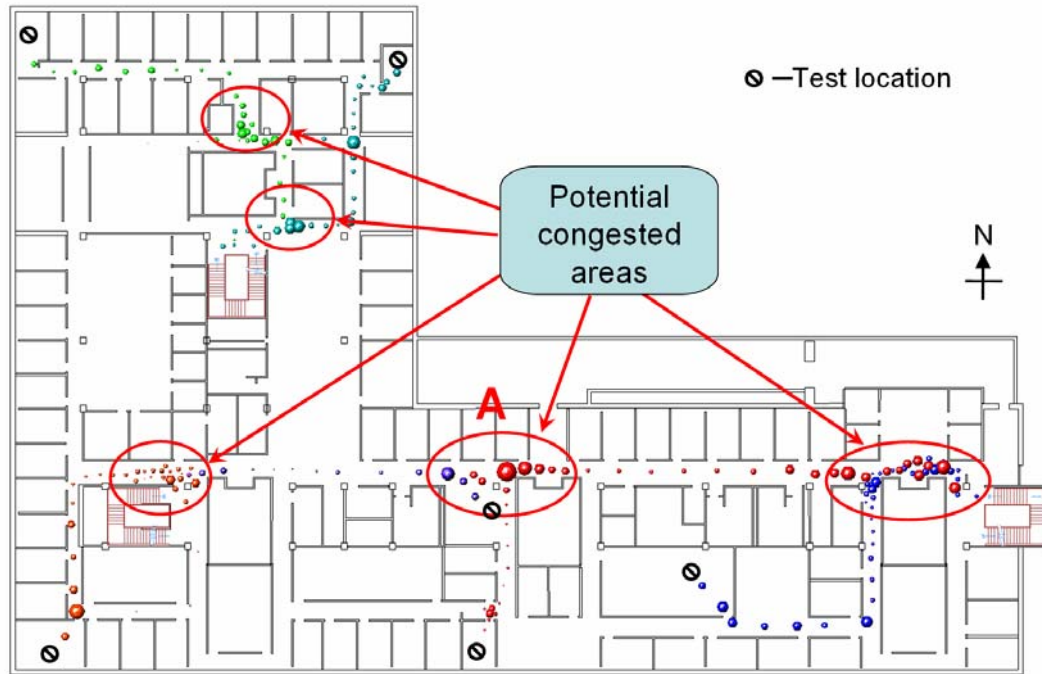 ⊘ –Test location
Potential
congested
areas
N
A